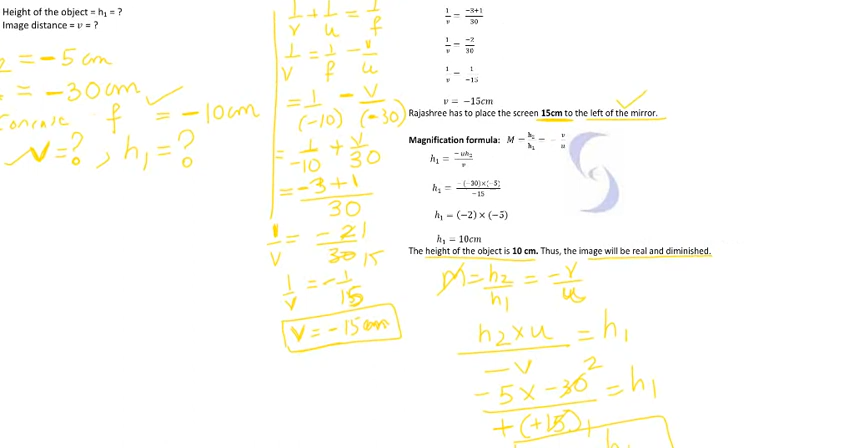 Height of the object = h₁ = ?
Image distance = v = ?
= -5 cm
= -30cm
Concave f = -10cm
v = ? , h₁ = ?
1/v + 1/u = 1/f
1/v = 1/f - v/u
= 1/(-10) - v/(-30)
= 1/-10 + v/30
= -3+1/30
1/v = -21/30 15
1/v = -1/15
v = -15cm
1/v = -3+1/30
1/v = -2/30
1/v - 1/-15
v = -15cm
Rajashree has to place the screen 15cm to the left of the mirror.
Magnification formula: M = h₂/h₁ = - v/u
h₁ = -uh₂/v
h₁ = -(-30)×(-5)/-15
h₁ = (-2) × (-5)
h₁ = 10cm
The height of the object is 10 cm. Thus, the image will be real and diminished.
m = h₂/h₁ = -v/u
h₂ × u/-v = h₁
-5 × -30 2/+(+15) = h₁
h₁